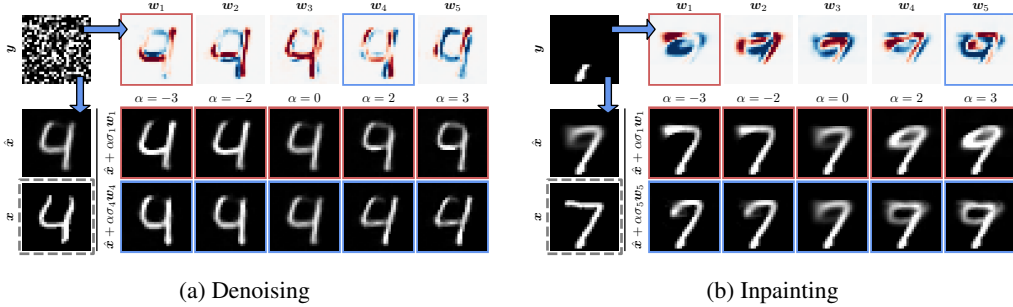 w₁ w₂ w₃ w₄ w₅
y
α = −3 α = −2 α = 0 α = 2 α = 3
x̂
x̂ + ασ₁w₁
x
x̂ + ασ₄w₄
(a) Denoising
w₁ w₂ w₃ w₄ w₅
y
α = −3 α = −2 α = 0 α = 2 α = 3
x̂
x̂ + ασ₁w₁
x
x̂ + ασ₅w₅
(b) Inpainting